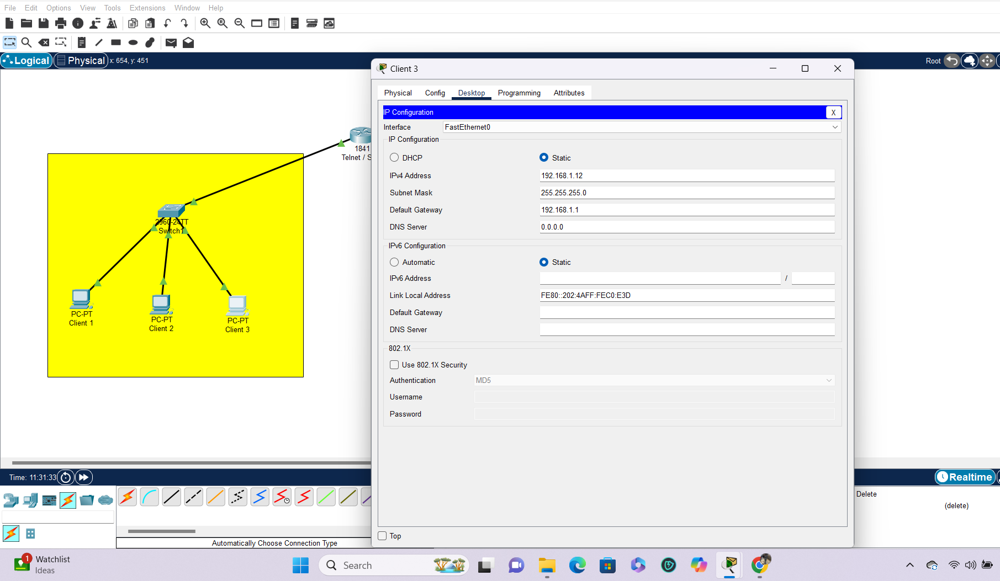 File Edit Options View Tools Extensions Window Help
Logical Physical x: 654, y: 451
Root
Client 3
Physical Config Desktop Programming Attributes
IP Configuration X
Interface FastEthernet0
IP Configuration
DHCP Static
IPv4 Address 192.168.1.12
Subnet Mask 255.255.255.0
Default Gateway 192.168.1.1
DNS Server 0.0.0.0
IPv6 Configuration
Automatic Static
IPv6 Address /
Link Local Address FE80::202:4AFF:FEC0:E3D
Default Gateway
DNS Server
802.1X
Use 802.1X Security
Authentication MD5
Username
Password
Top
1841
Telnet / S
2960-24TT
Switch1
PC-PT
Client 1
PC-PT
Client 2
PC-PT
Client 3
Time: 11:31:33
Realtime
Delete
(delete)
Automatically Choose Connection Type
1
Watchlist
Ideas
Search